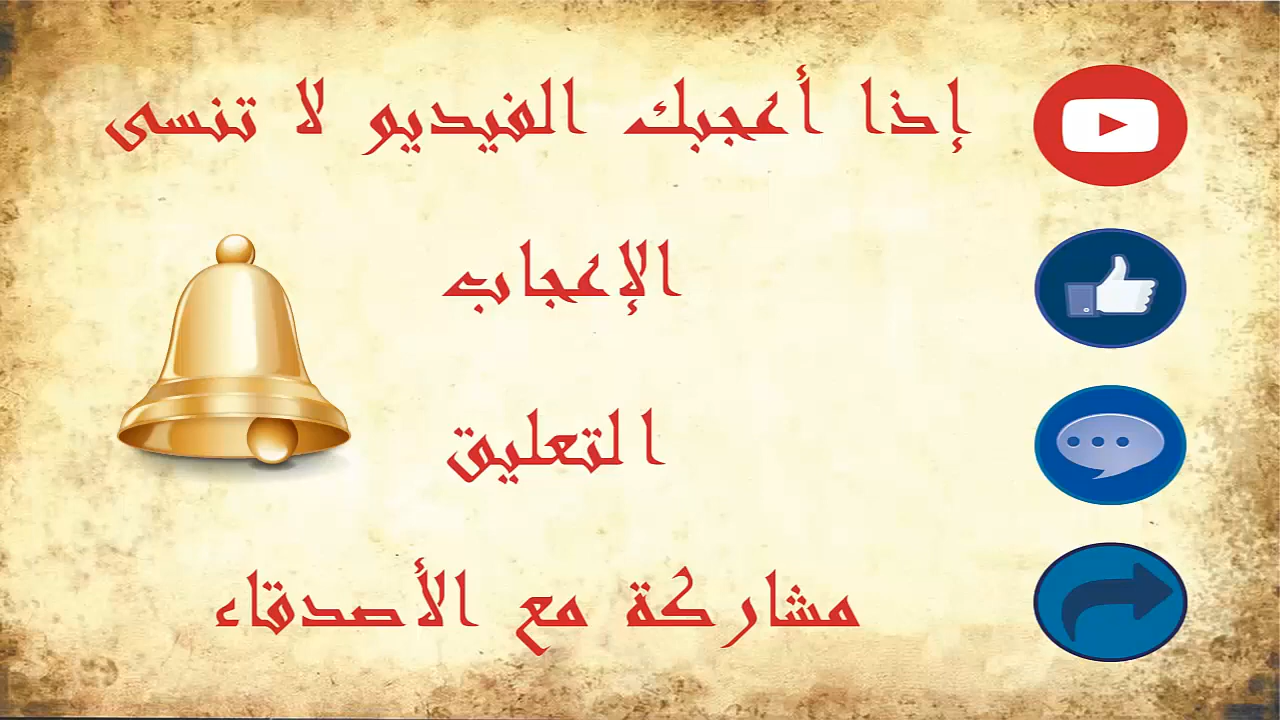 إذا أعجبك الفيديو لا تنسى
الإعجاب
التعليق
مشاركة مع الأصدقاء